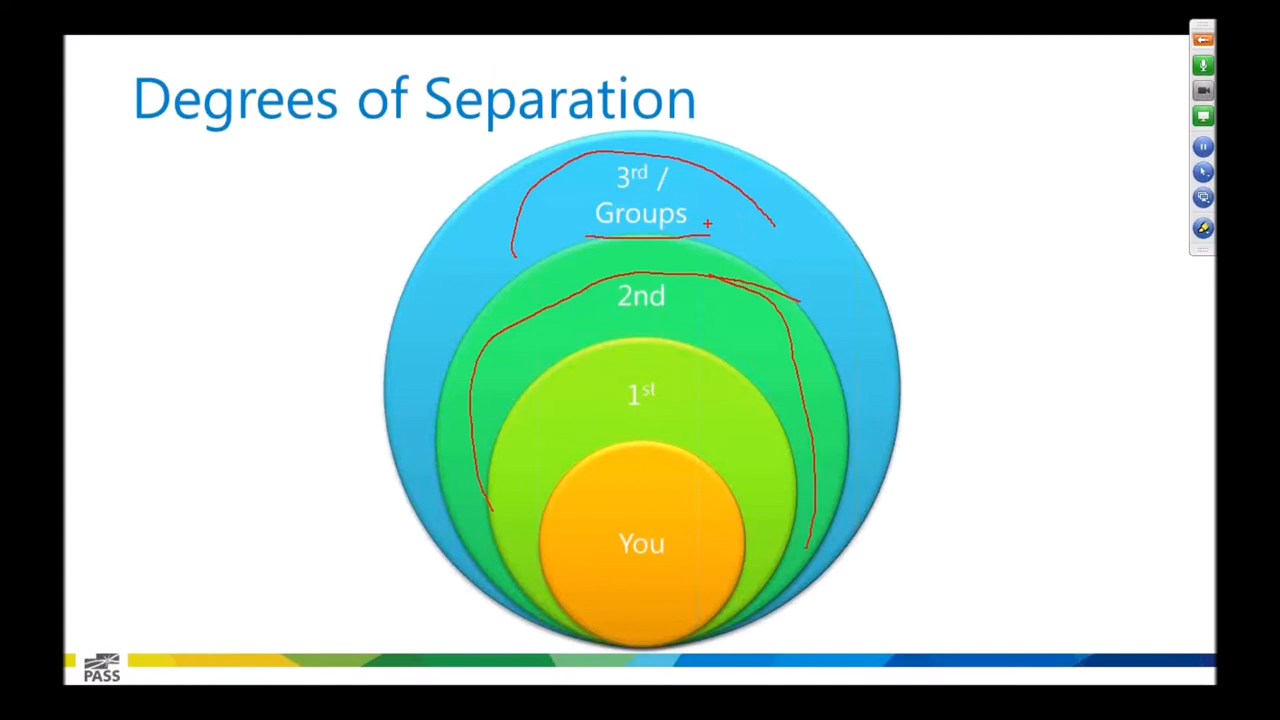 Degrees of Separation
3rd /
Groups
2nd
1st
You
PASS